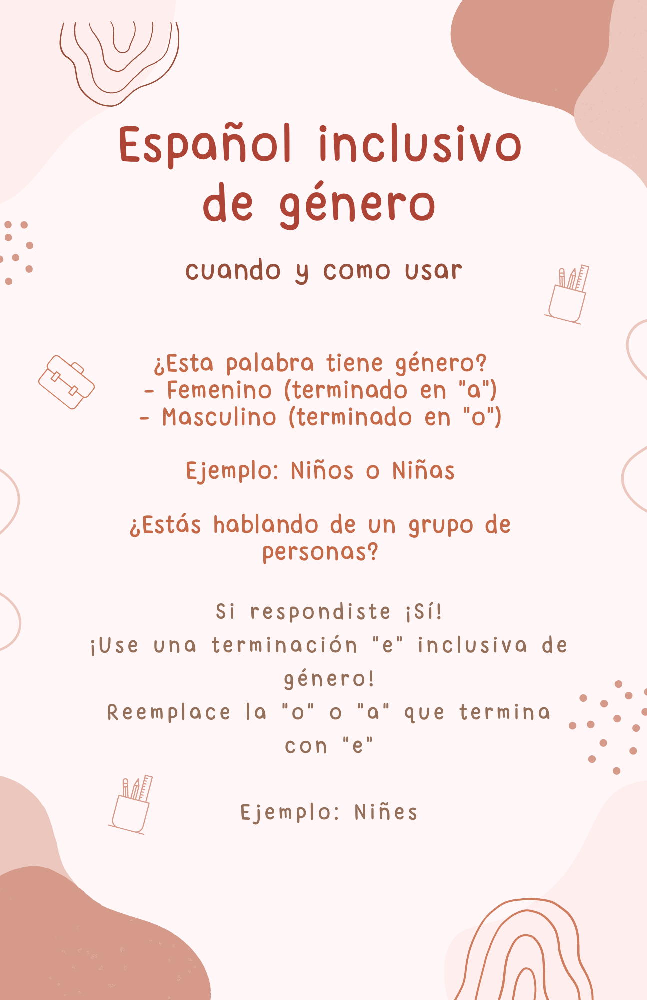 Español inclusivo
de género
cuando y como usar
¿Esta palabra tiene género?
- Femenino (terminado en "a")
- Masculino (terminado en "o")
Ejemplo: Niños o Niñas
¿Estás hablando de un grupo de
personas?
Si respondiste ¡Sí!
¡Use una terminación "e" inclusiva de
género!
Reemplace la "o" o "a" que termina
con "e"
Ejemplo: Niñes